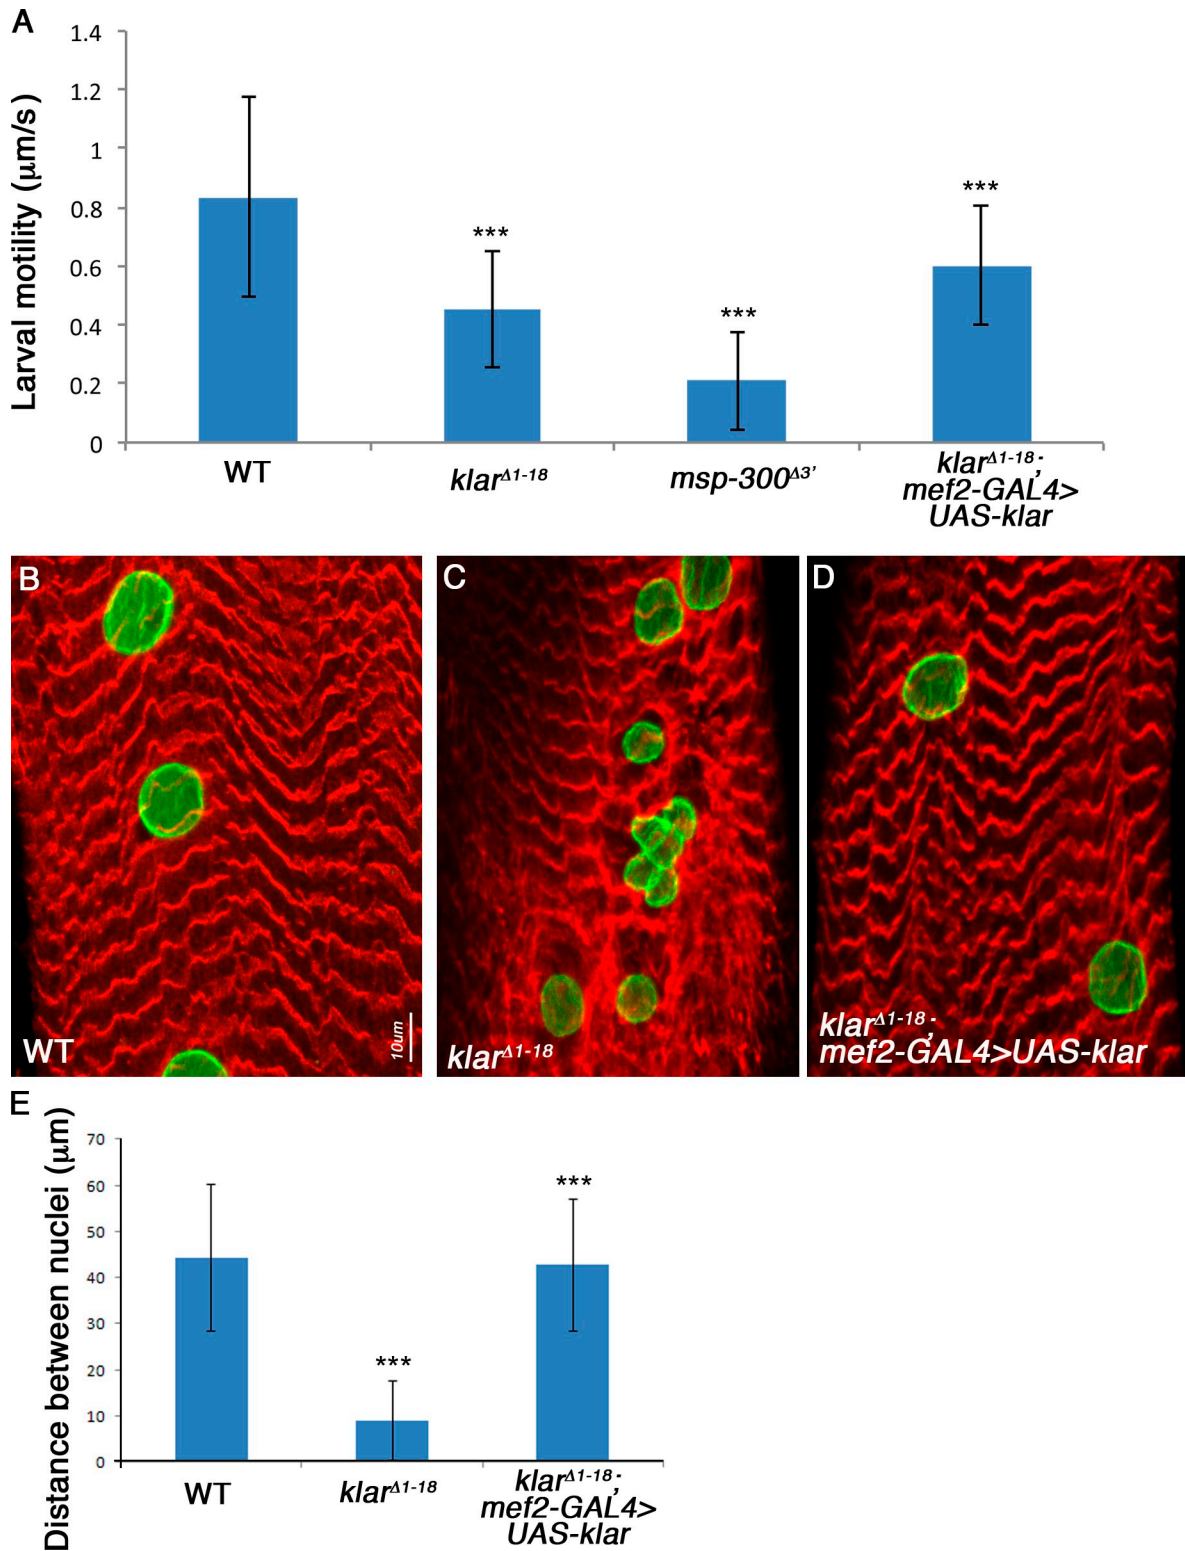 A
Larval motility (μm/s)
1.4
1.2
1
0.8
0.6
0.4
0.2
0
***
***
***
WT
klarΔ1-18
msp-300Δ3'
klarΔ1-18;
mef2-GAL4>
UAS-klar
B
WT
10um
C
klarΔ1-18
D
klarΔ1-18;
mef2-GAL4>UAS-klar
E
Distance between nuclei (μm)
70
60
50
40
30
20
10
0
***
***
WT
klarΔ1-18
klarΔ1-18;
mef2-GAL4>
UAS-klar